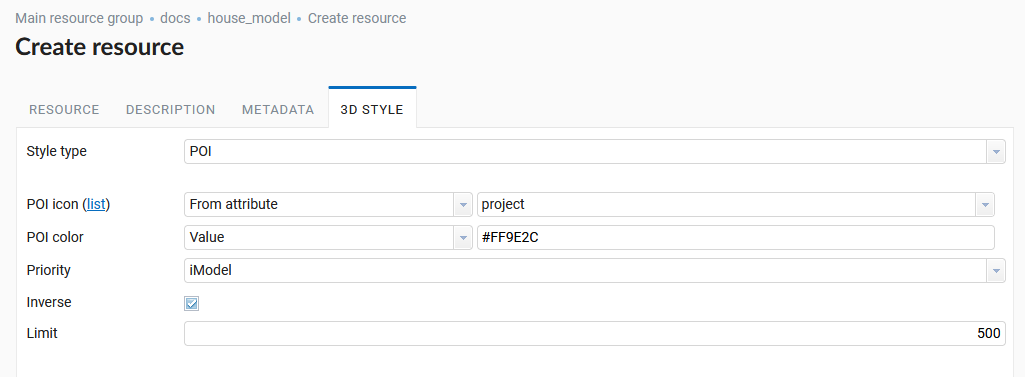 Main resource group • docs • house_model • Create resource
Create resource
RESOURCE DESCRIPTION METADATA 3D STYLE
Style type POI
POI icon (list) From attribute project
POI color Value #FF9E2C
Priority iModel
Inverse
Limit 500